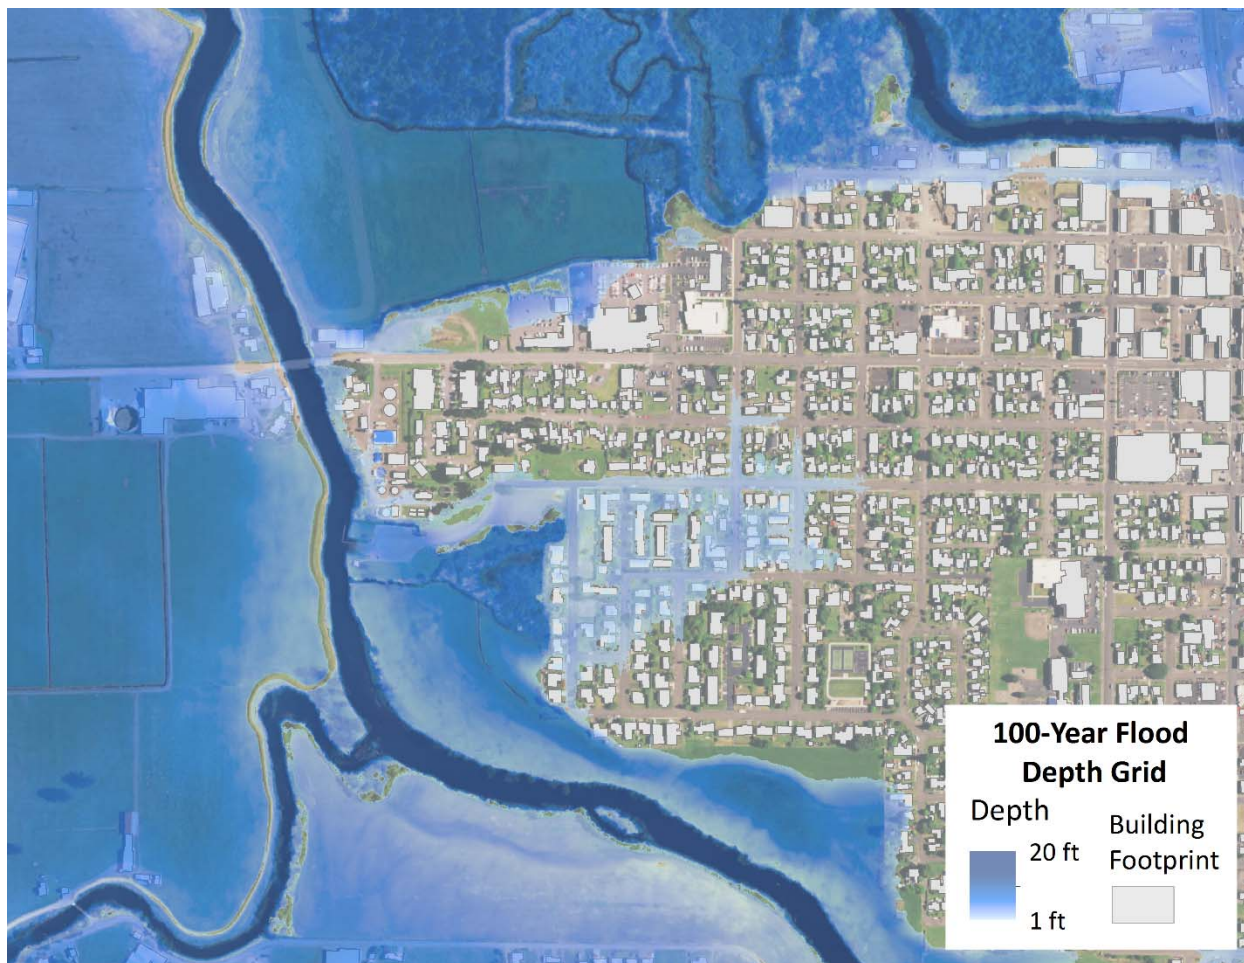 100-Year Flood
Depth Grid
Depth
20 ft
1 ft
Building
Footprint